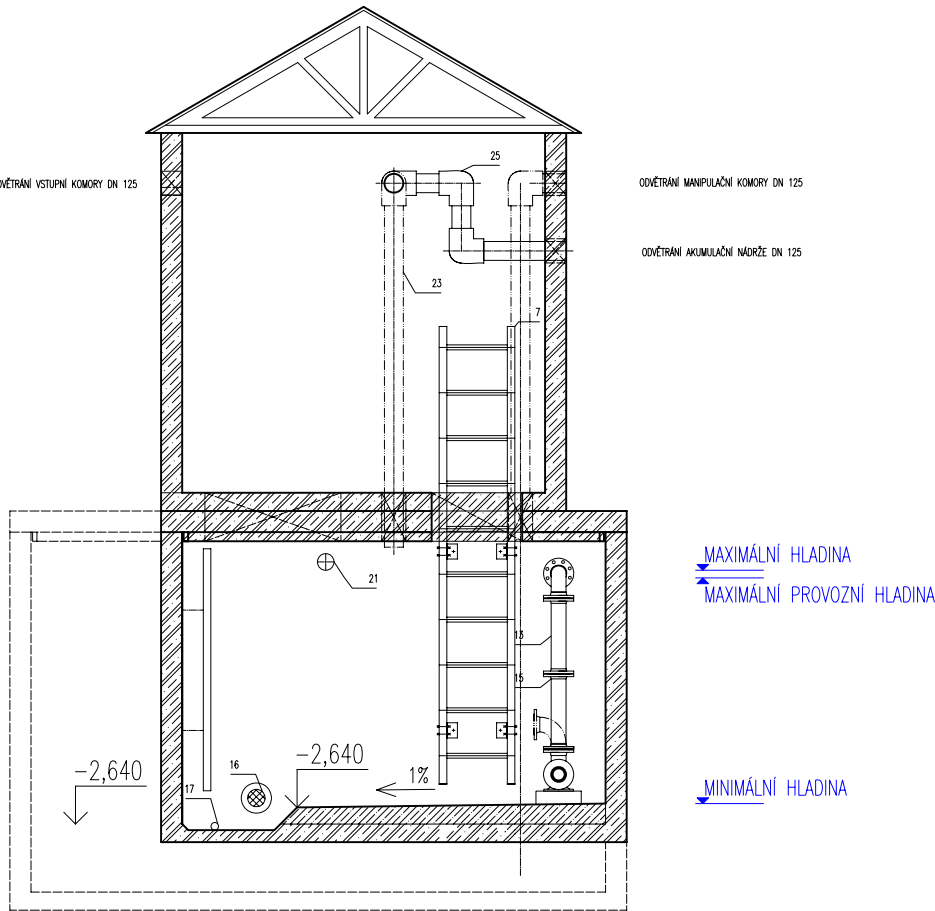 25
DVĚTRÁNÍ VSTUPNÍ KOMORY DN 125
ODVĚTRÁNÍ MANIPULAČNÍ KOMORY DN 125
ODVĚTRÁNÍ AKUMULAČNÍ NÁDRŽE DN 125
23
7
MAXIMÁLNÍ HLADINA
21
MAXIMÁLNÍ PROVOZNÍ HLADINA
13
15
-2,640
16
-2,640
1%
17
MINIMÁLNÍ HLADINA